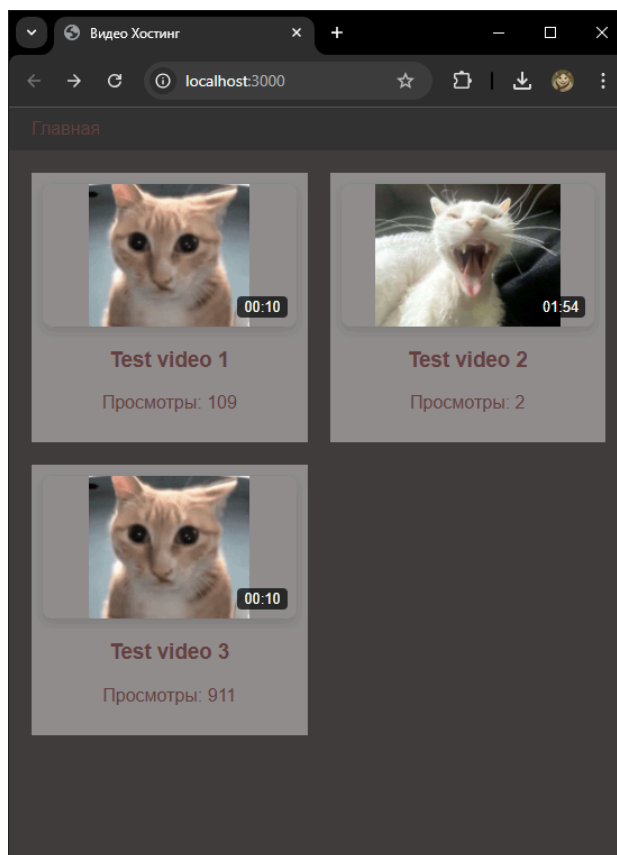 Видео Хостинг
localhost:3000
Главная
00:10
01:54
Test video 1
Test video 2
Просмотры: 109
Просмотры: 2
00:10
Test video 3
Просмотры: 911